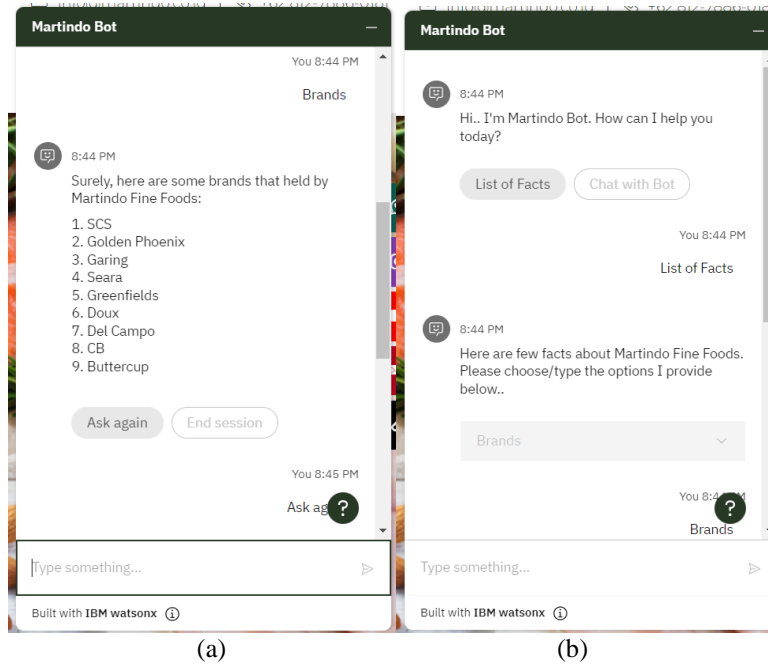 Martindo Bot
You 8:44 PM
Brands
8:44 PM
Surely, here are some brands that held by
Martindo Fine Foods:
1. SCS
2. Golden Phoenix
3. Garing
4. Seara
5. Greenfields
6. Doux
7. Del Campo
8. CB
9. Buttercup
Ask again
End session
You 8:45 PM
Ask
?
Type something...
Built with IBM watsonx
(a)
Martindo Bot
8:44 PM
Hi.. I'm Martindo Bot. How can I help you
today?
List of Facts
Chat with Bot
You 8:44 PM
List of Facts
8:44 PM
Here are few facts about Martindo Fine Foods.
Please choose/type the options I provide
below..
Brands
You
?
Brands
Type something...
Built with IBM watsonx
(b)